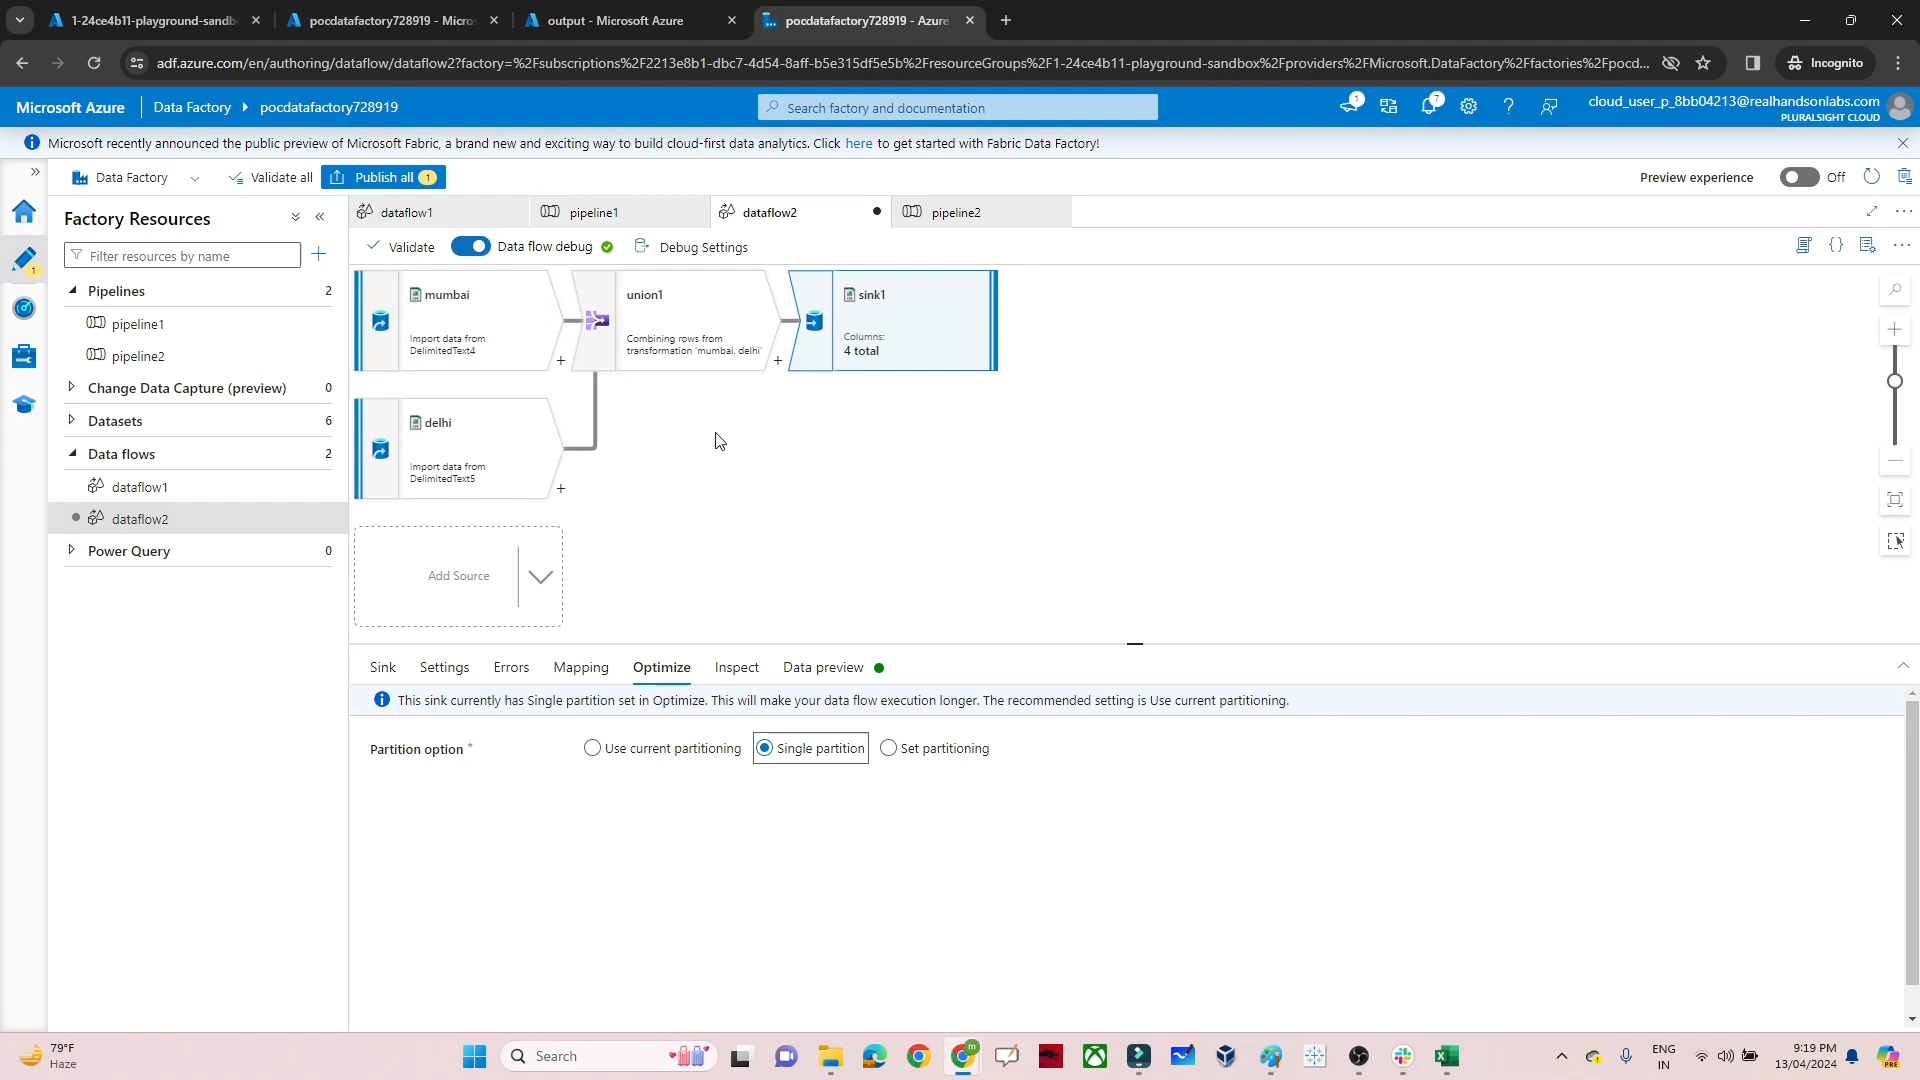 1-24ce4b11-playground-sandb
pocdatafactory728919 - Micro
output - Microsoft Azure
pocdatafactory728919 - Azure
adf.azure.com/en/authoring/dataflow/dataflow2?factory=%2Fsubscriptions%2F2213e8b1-dbc7-4d54-8aff-b5e315df5e5b%2FresourceGroups%2F1-24ce4b11-playground-sandbox%2Fproviders%2FMicrosoft.DataFactory%2Ffactories%2Fpocd...
Incognito
Microsoft Azure
Data Factory
pocdatafactory728919
Search factory and documentation
1
7
cloud_user_p_8bb04213@realhandsonlabs.com
PLURALSIGHT CLOUD
Microsoft recently announced the public preview of Microsoft Fabric, a brand new and exciting way to build cloud-first data analytics. Click here to get started with Fabric Data Factory!
Data Factory
Validate all
Publish all 1
Preview experience
Off
Factory Resources
dataflow1
pipeline1
dataflow2
pipeline2
Filter resources by name
1
Validate
Data flow debug
Debug Settings
Pipelines 2
pipeline1
pipeline2
Change Data Capture (preview) 0
Datasets 6
Data flows 2
dataflow1
dataflow2
Power Query 0
mumbai
Import data from
DelimitedText4
+
union1
Combining rows from
transformation 'mumbai, delhi'
+
sink1
Columns:
4 total
delhi
Import data from
DelimitedText5
+
Add Source
Sink
Settings
Errors
Mapping
Optimize
Inspect
Data preview
This sink currently has Single partition set in Optimize. This will make your data flow execution longer. The recommended setting is Use current partitioning.
Partition option *
Use current partitioning
Single partition
Set partitioning
79°F
Haze
Search
m
ENG
IN
9:19 PM
13/04/2024
PRE